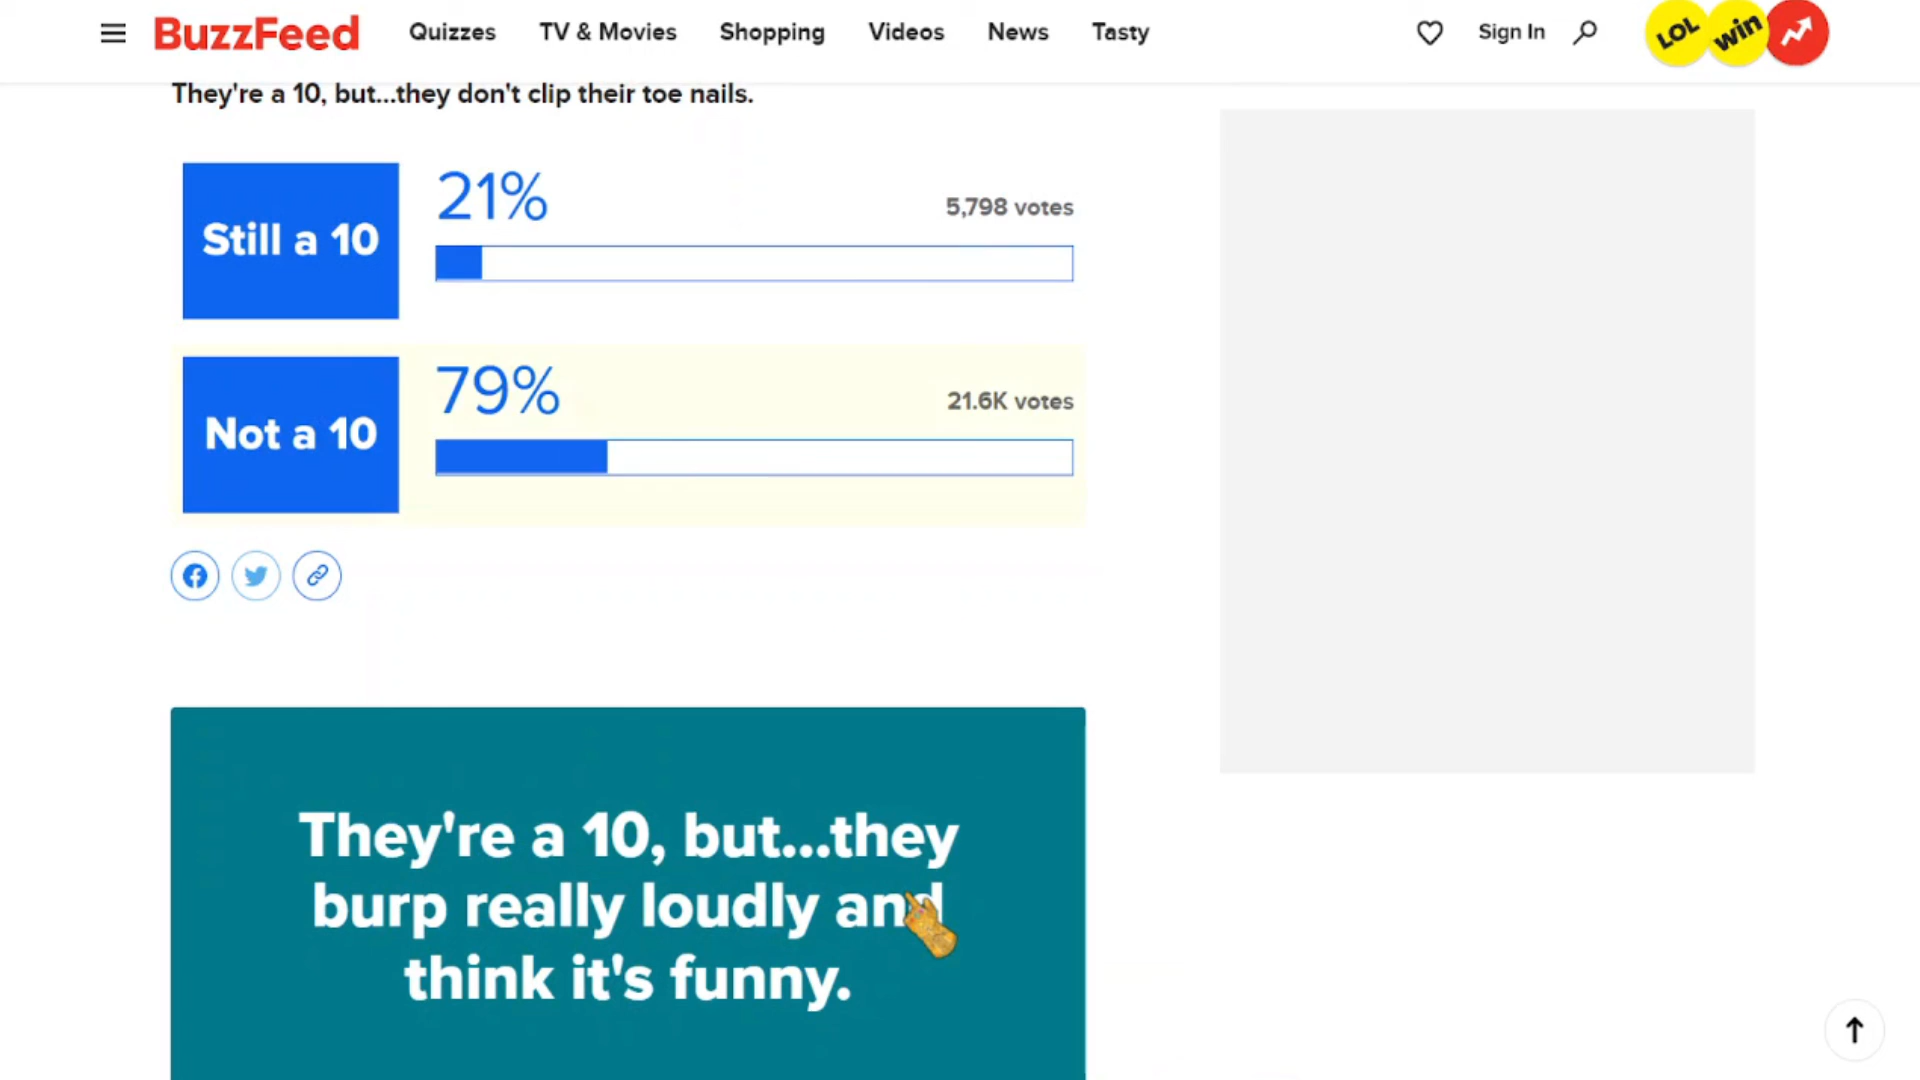 BuzzFeed
Quizzes TV & Movies Shopping Videos News Tasty
Sign In
LOL win
They're a 10, but...they don't clip their toe nails.
Still a 10
21%
5,798 votes
Not a 10
79%
21.6K votes
They're a 10, but...they
burp really loudly and
think it's funny.